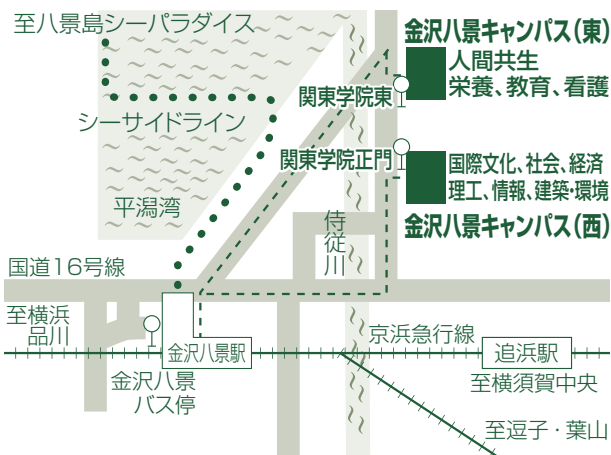 至八景島シーパラダイス
金沢八景キャンパス(東)
人間共生
栄養、教育、看護
関東学院東
シーサイドライン
関東学院正門
国際文化、社会、経済
理工、情報、建築・環境
金沢八景キャンパス(西)
平潟湾
侍従川
国道16号線
至横浜
品川
金沢八景駅
京浜急行線
追浜駅
金沢八景
バス停
至横須賀中央
至逗子・葉山